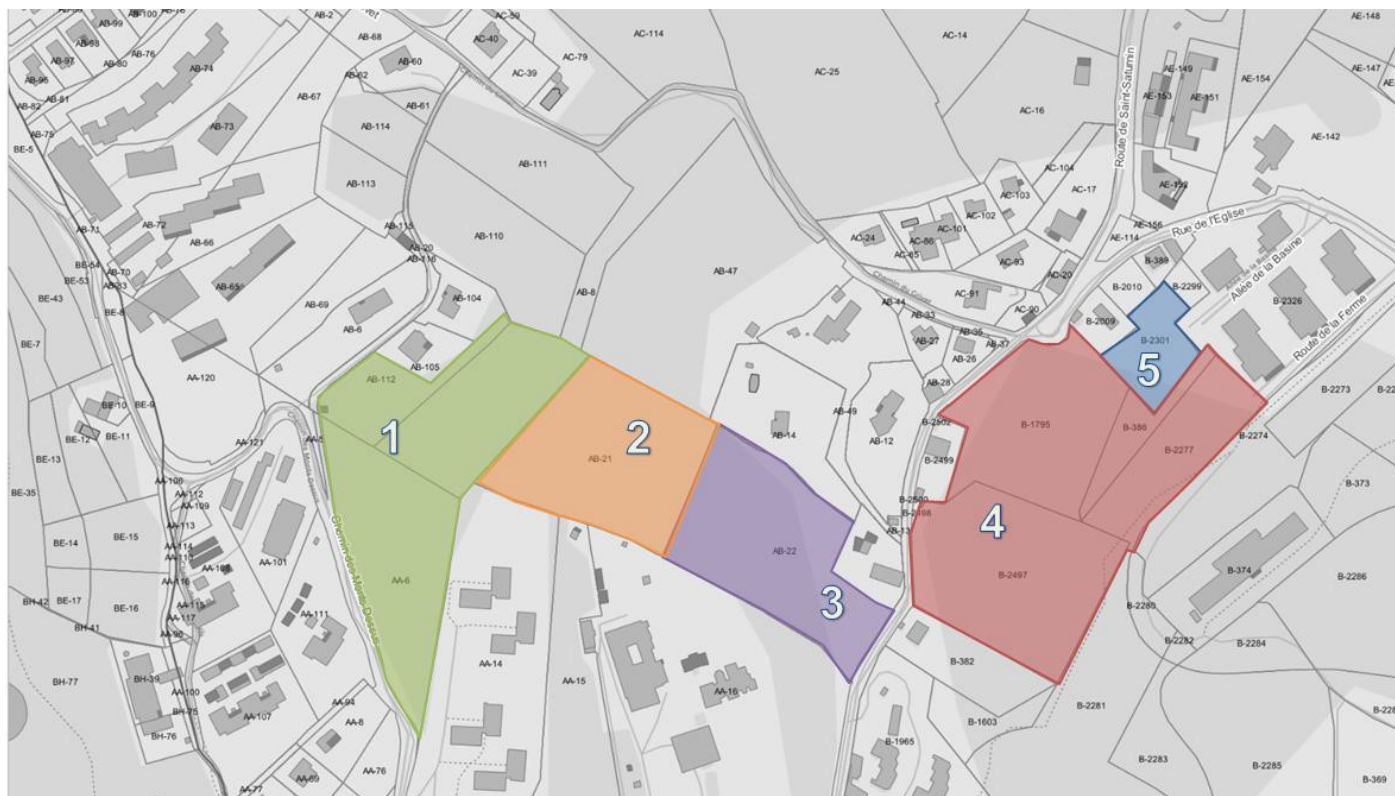 AB-99
AB-100
AB-2
AC-59
AC-114
AC-14
AE-148
AB-98
AB-68
AC-40
AC-79
AB-97
AB-76
AB-60
AC-39
AC-25
AE-149
AE-154
AE-147
AB-96
AB-80
AB-74
AB-62
AE-153
AE-151
AB-82
AB-81
AB-67
AB-61
AC-16
Route de Saint-Saturnin
AB-75
AB-73
AB-114
AE-142
BE-5
AB-111
AC-104
AB-113
AC-103
AC-17
AE-152
AB-71
AB-72
AB-115
AC-102
AE-156
Rue de l'Eglise
AB-66
AB-20
AB-110
AC-24
AC-86
AC-101
AE-114
BE-54
AB-70
AB-116
AC-65
AC-93
B-389
BE-53
AB-47
AC-20
B-2010
B-2299
Allée de la Basine
BE-43
AB-65
AB-69
AB-104
AB-8
AC-91
B-2326
BE-8
AB-6
AB-44
AB-33
AC-90
B-2009
Route de la Ferme
BE-7
AB-105
AB-27
AB-35
AB-37
B-2301
AA-120
AB-112
AB-26
5
B-2273
AB-28
BE-10
BE-9
AB-49
B-2502
B-1795
B-386
BE-12
BE-11
AA-121
1
2
AB-14
AB-12
B-2499
B-2277
B-2274
BE-13
AB-21
AA-106
B-373
BE-35
AA-112
AA-109
B-2500
4
AA-113
AB-13
B-2498
BE-14
BE-15
AA-114
AB-22
AA-101
AA-108
B-2497
B-374
B-2286
AA-116
AA-6
Chemin des Monts Dessus
BH-42
BE-17
BE-16
AA-115
AA-111
3
B-2280
BH-41
AA-117
B-2282
B-2284
AA-14
B-382
BH-77
BH-39
AA-15
AA-16
AA-100
B-2281
BH-75
AA-94
AA-107
AA-8
B-1603
BH-76
B-1965
B-2283
B-2285
AA-76
B-369
AA-77